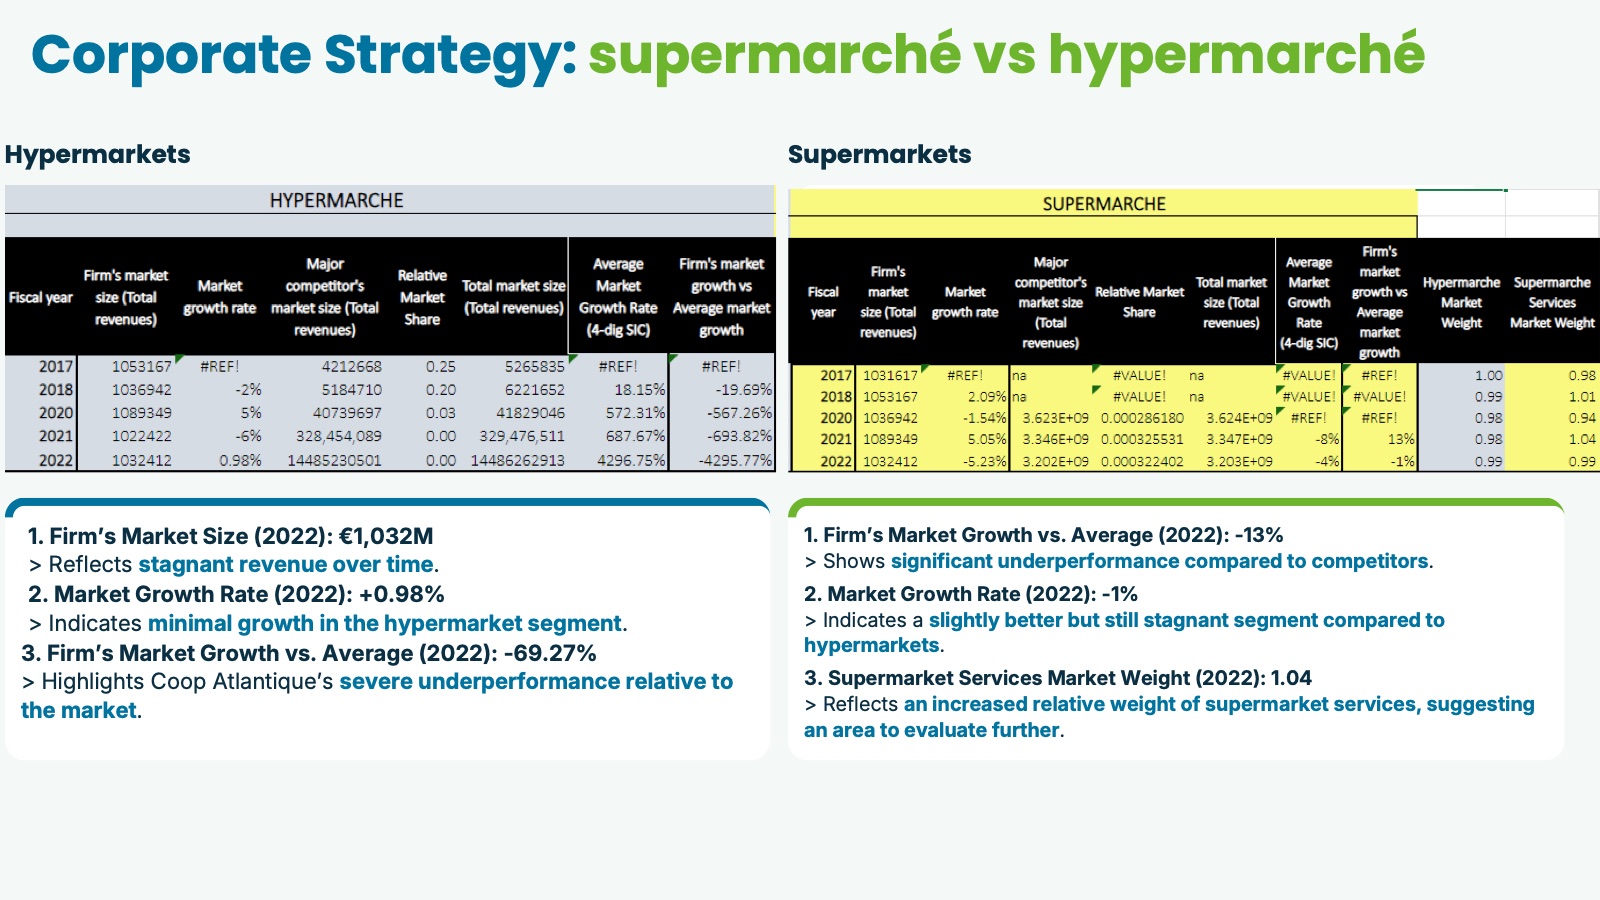 Corporate Strategy: supermarché vs hypermarché
Hypermarkets
HYPERMARCHE
Fiscal year | Firm's market size (Total revenues) | Market growth rate | Major competitor's market size (Total revenues) | Relative Market Share | Total market size (Total revenues) | Average Market Growth Rate (4-dig SIC) | Firm's market growth vs Average market growth
2017 1053167 #REF! 4212668 0.25 5265835 #REF! #REF!
2018 1036942 -2% 5184710 0.20 6221652 18.15% -19.69%
2020 1089349 5% 40739697 0.03 41829046 572.31% -567.26%
2021 1022422 -6% 328,454,089 0.00 329,476,511 687.67% -693.82%
2022 1032412 0.98% 14485230501 0.00 14486262913 4296.75% -4295.77%
1. Firm's Market Size (2022): €1,032M
> Reflects stagnant revenue over time.
2. Market Growth Rate (2022): +0.98%
> Indicates minimal growth in the hypermarket segment.
3. Firm's Market Growth vs. Average (2022): -69.27%
> Highlights Coop Atlantique's severe underperformance relative to
the market.
Supermarkets
SUPERMARCHE
Fiscal year | Firm's market size (Total revenues) | Market growth rate | Major competitor's market size (Total revenues) | Relative Market Share | Total market size (Total revenues) | Average Market Growth Rate (4-dig SIC) | Firm's market growth vs Average market growth | Hypermarche Market Weight | Supermarche Services Market Weight
2017 1031617 #REF! na #VALUE! na #VALUE! #REF! 1.00 0.98
2018 1053167 2.09% na #VALUE! na #VALUE! #VALUE! 0.99 1.01
2020 1036942 -1.54% 3.623E+09 0.000286180 3.624E+09 #REF! #REF! 0.98 0.94
2021 1089349 5.05% 3.346E+09 0.000325531 3.347E+09 -8% 13% 0.98 1.04
2022 1032412 -5.23% 3.202E+09 0.000322402 3.203E+09 -4% -1% 0.99 0.99
1. Firm's Market Growth vs. Average (2022): -13%
> Shows significant underperformance compared to competitors.
2. Market Growth Rate (2022): -1%
> Indicates a slightly better but still stagnant segment compared to
hypermarkets.
3. Supermarket Services Market Weight (2022): 1.04
> Reflects an increased relative weight of supermarket services, suggesting
an area to evaluate further.